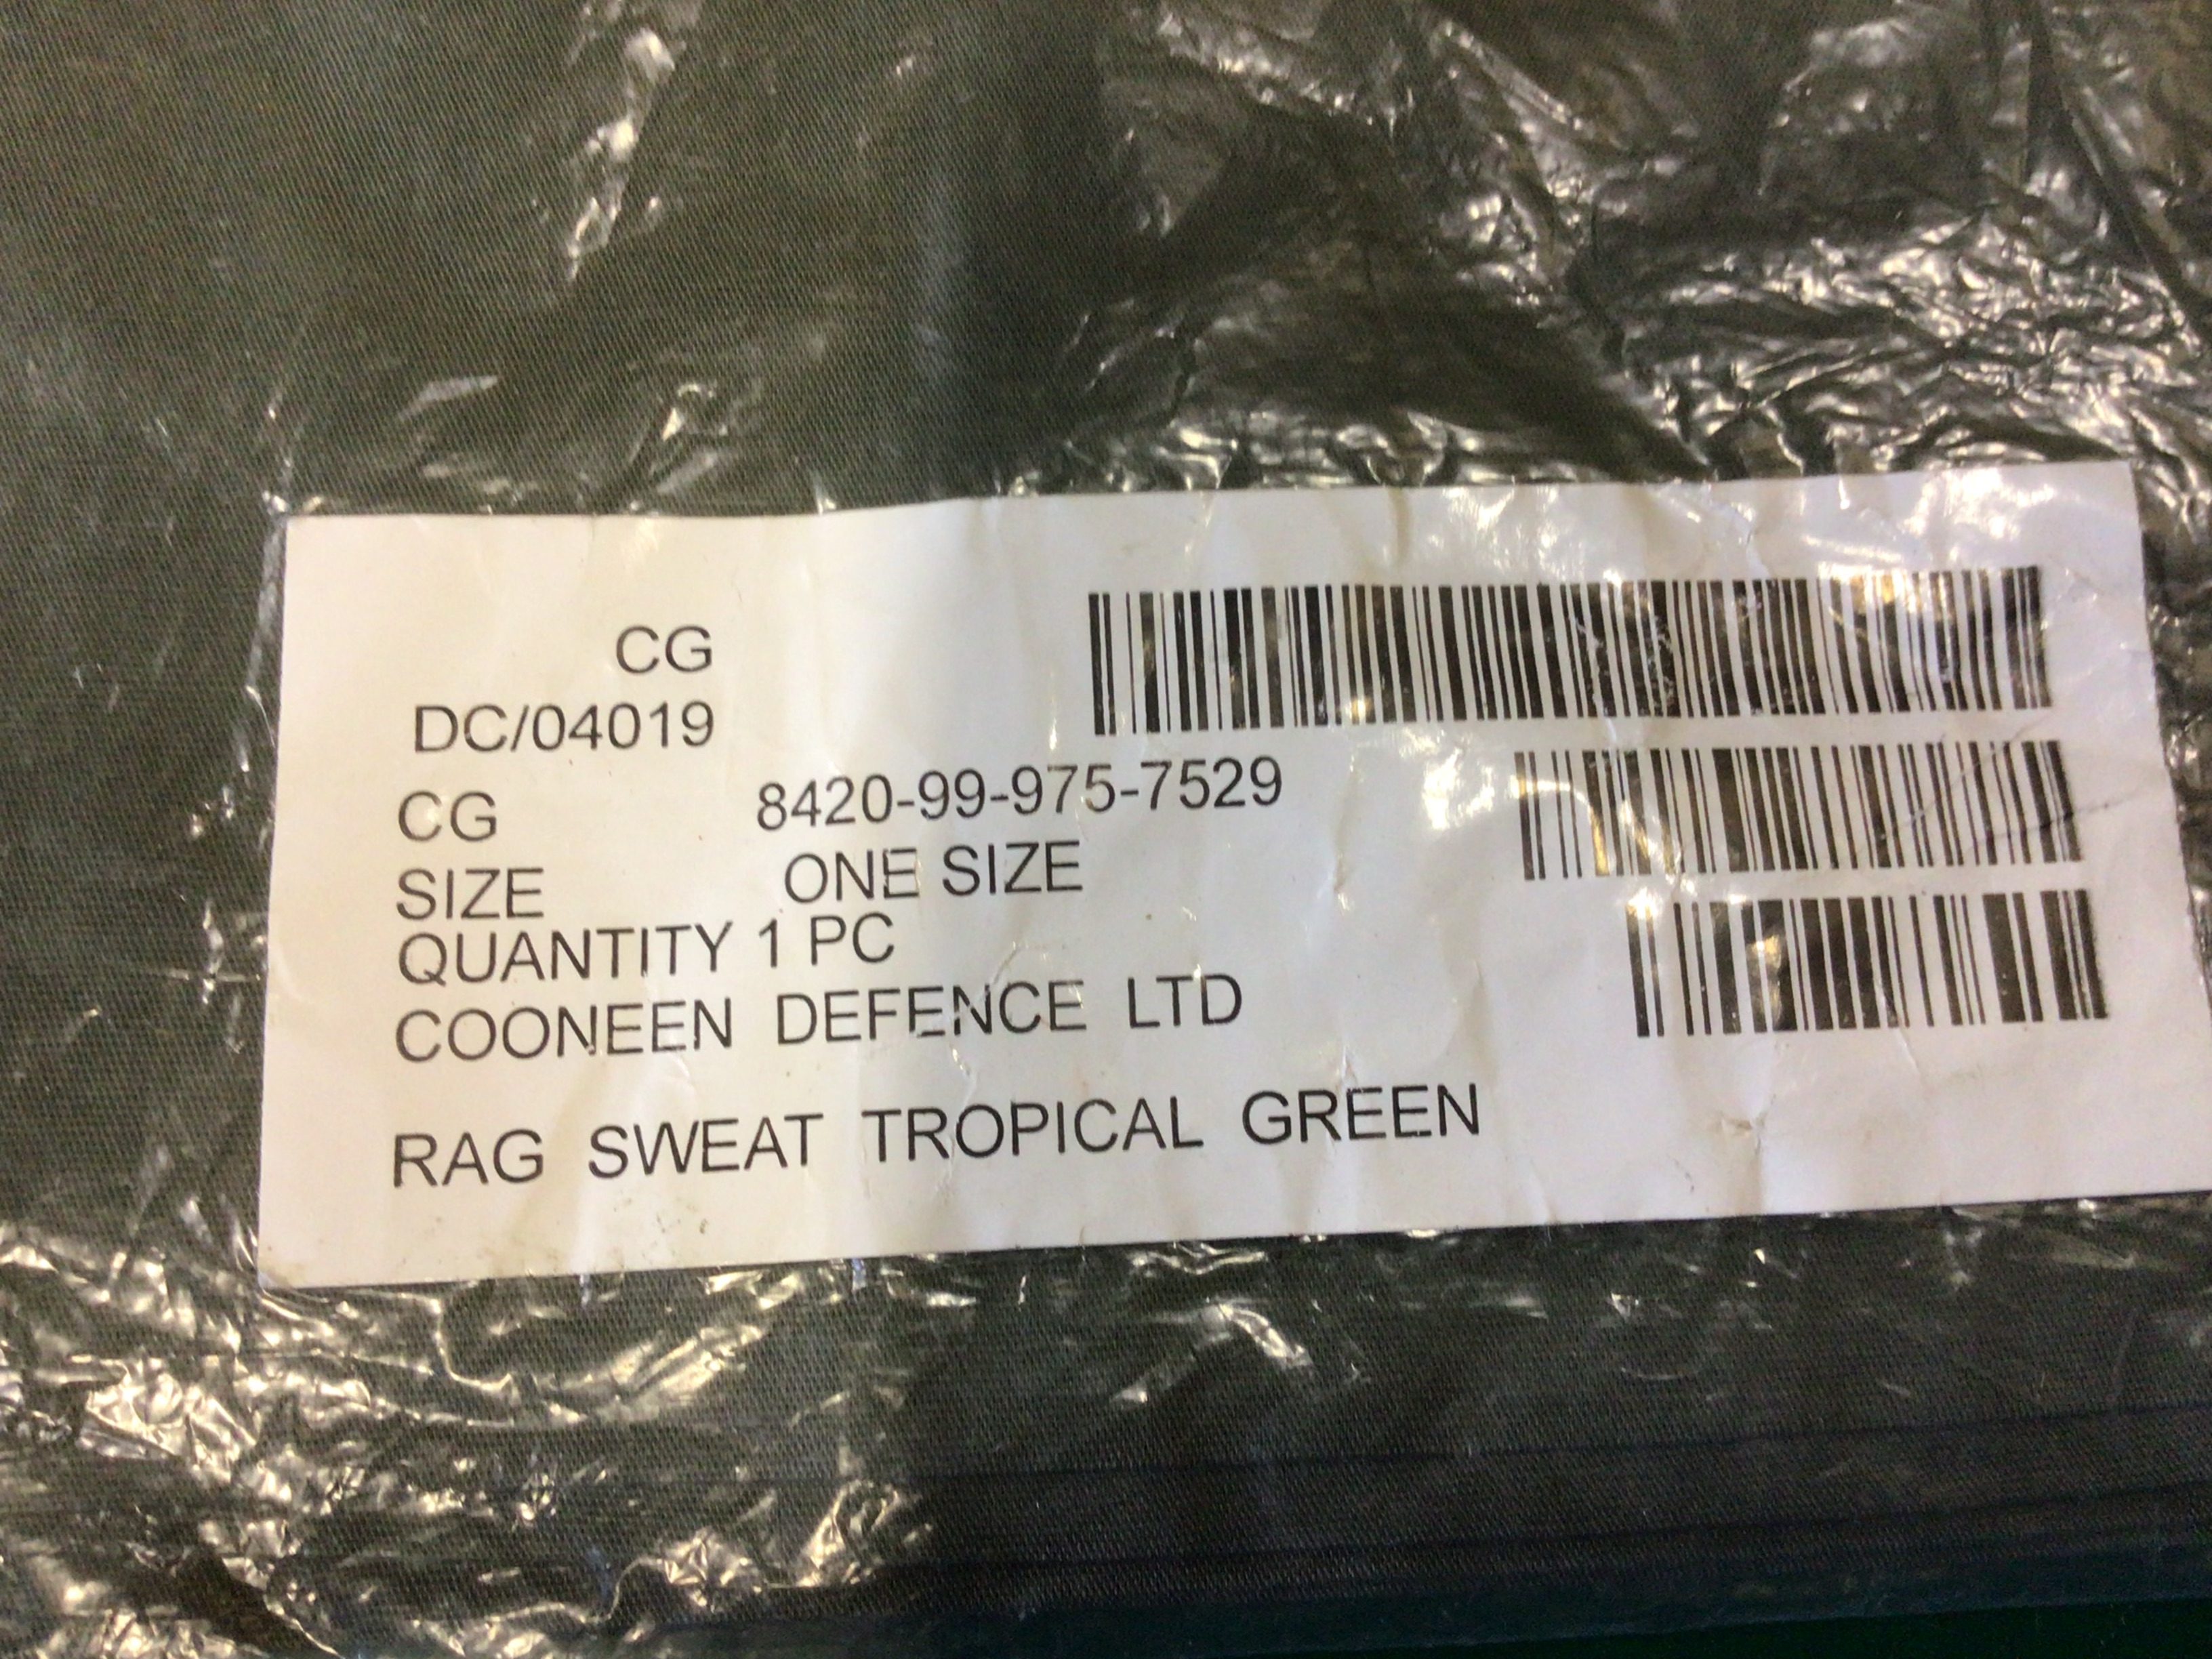 CG
DC/04019
CG 8420-99-975-7529
SIZE ONE SIZE
QUANTITY 1 PC
COONEEN DEFENCE LTD
RAG SWEAT TROPICAL GREEN